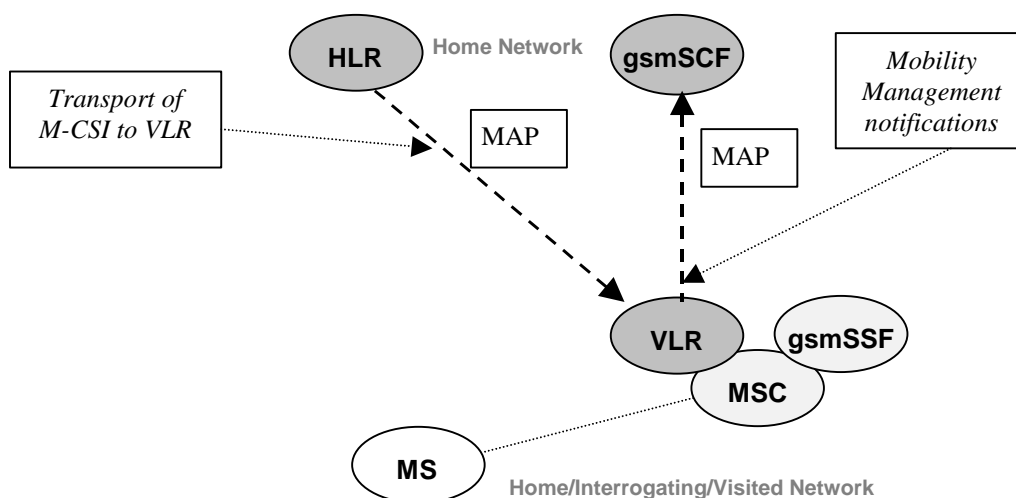 HLR
Home Network
gsmSCF
Mobility
Management
notifications
Transport of
M-CSI to VLR
MAP
MAP
VLR
gsmSSF
MSC
MS
Home/Interrogating/Visited Network